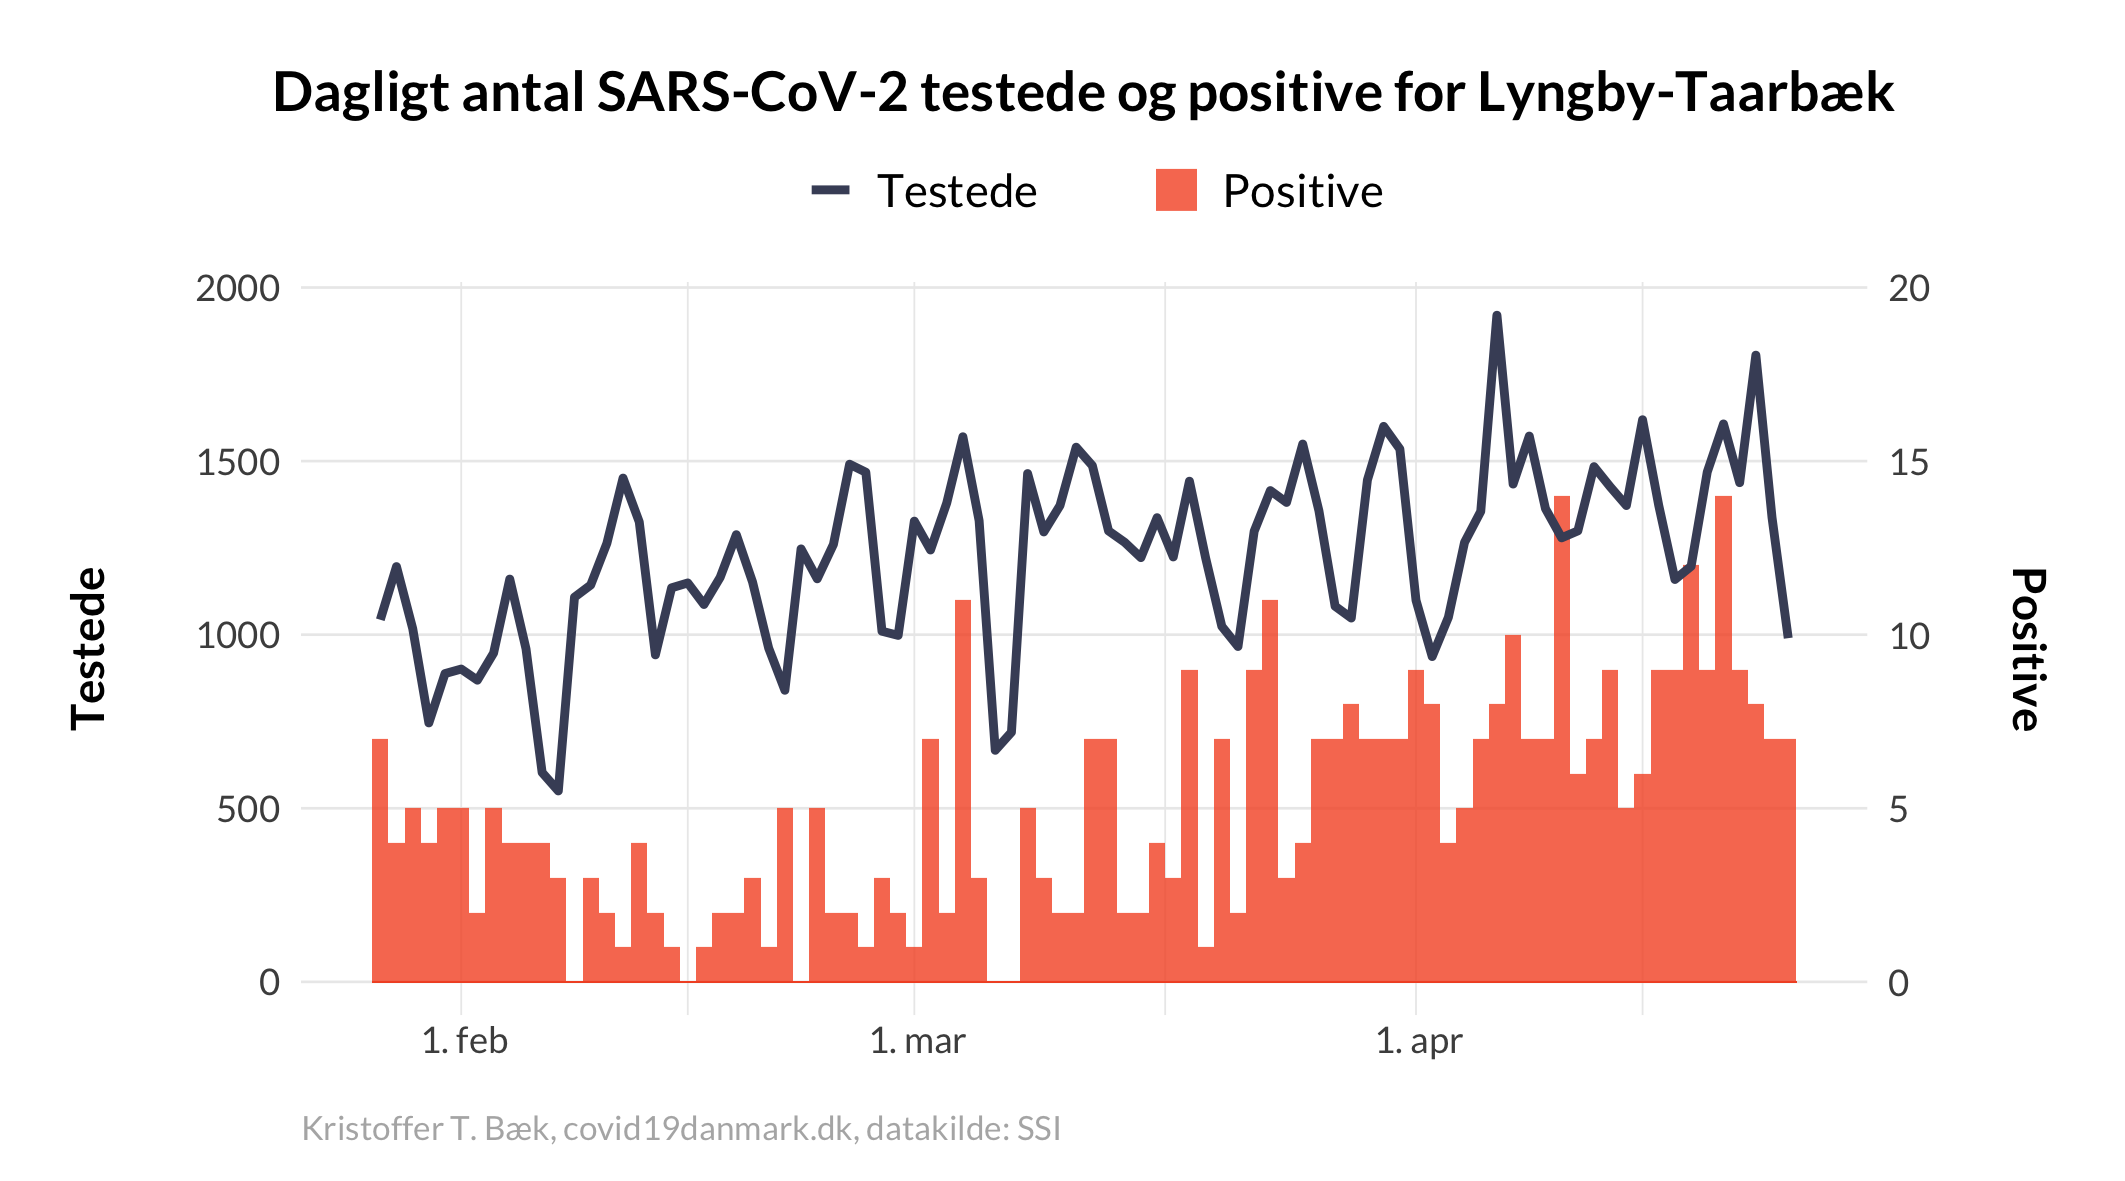 Dagligt antal SARS-CoV-2 testede og positive for Lyngby-Taarbæk
Testede
Positive
2000
1500
1000
500
0
Testede
20
15
10
5
0
Positive
1. feb
1. mar
1. apr
Kristoffer T. Bæk, covid19danmark.dk, datakilde: SSI